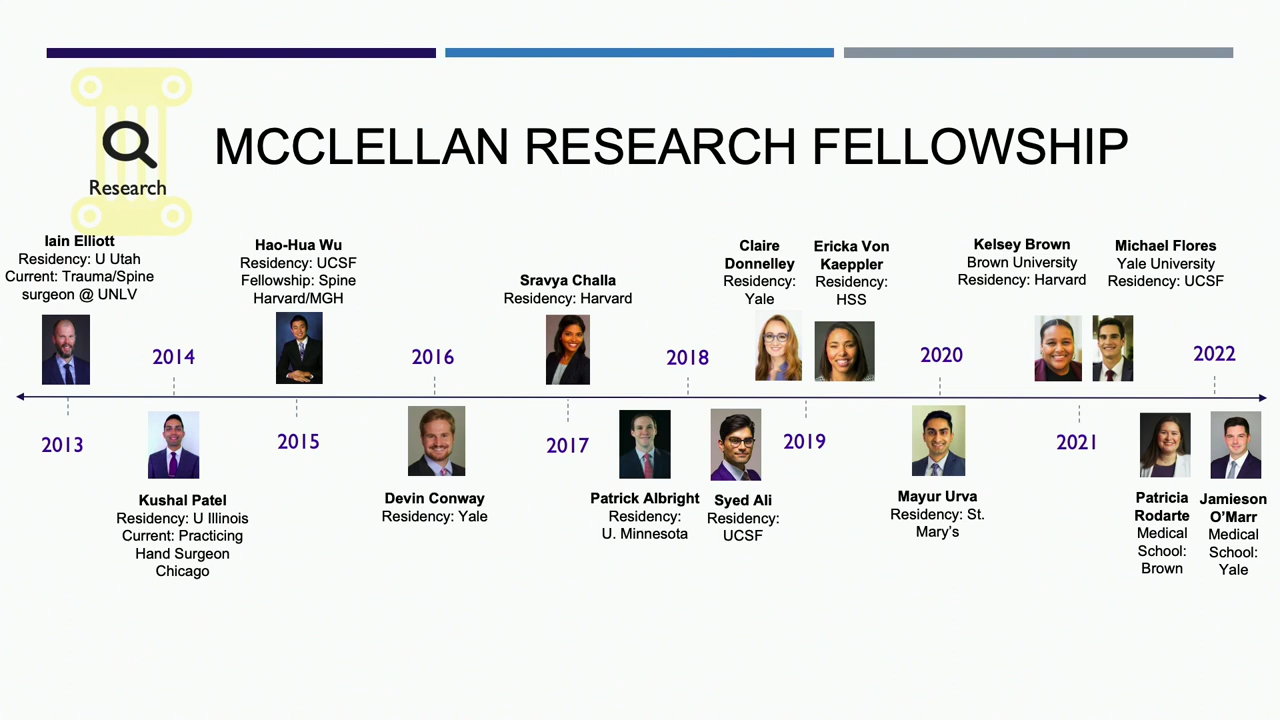 MCCLELLAN RESEARCH FELLOWSHIP
Research
Iain Elliott
Residency: U Utah
Current: Trauma/Spine
surgeon @ UNLV
2013
2014
Kushal Patel
Residency: U Illinois
Current: Practicing
Hand Surgeon
Chicago
Hao-Hua Wu
Residency: UCSF
Fellowship: Spine
Harvard/MGH
2015
2016
Devin Conway
Residency: Yale
Sravya Challa
Residency: Harvard
2017
2018
Patrick Albright
Residency:
U. Minnesota
Syed Ali
Residency:
UCSF
Claire
Donnelley
Residency:
Yale
Ericka Von
Kaeppler
Residency:
HSS
2019
2020
Mayur Urva
Residency: St.
Mary's
Kelsey Brown
Brown University
Residency: Harvard
Michael Flores
Yale University
Residency: UCSF
2021
2022
Patricia
Rodarte
Medical
School:
Brown
Jamieson
O'Marr
Medical
School:
Yale